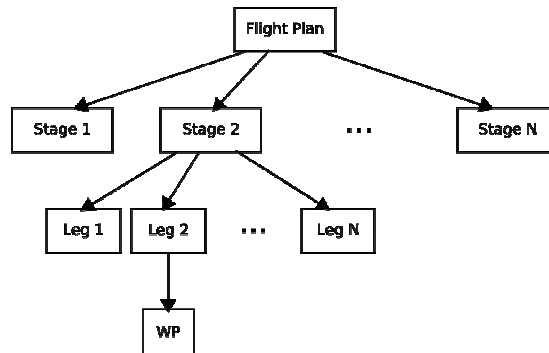 Flight Plan
Stage 1
Stage 2
...
Stage N
Leg 1
Leg 2
...
Leg N
WP